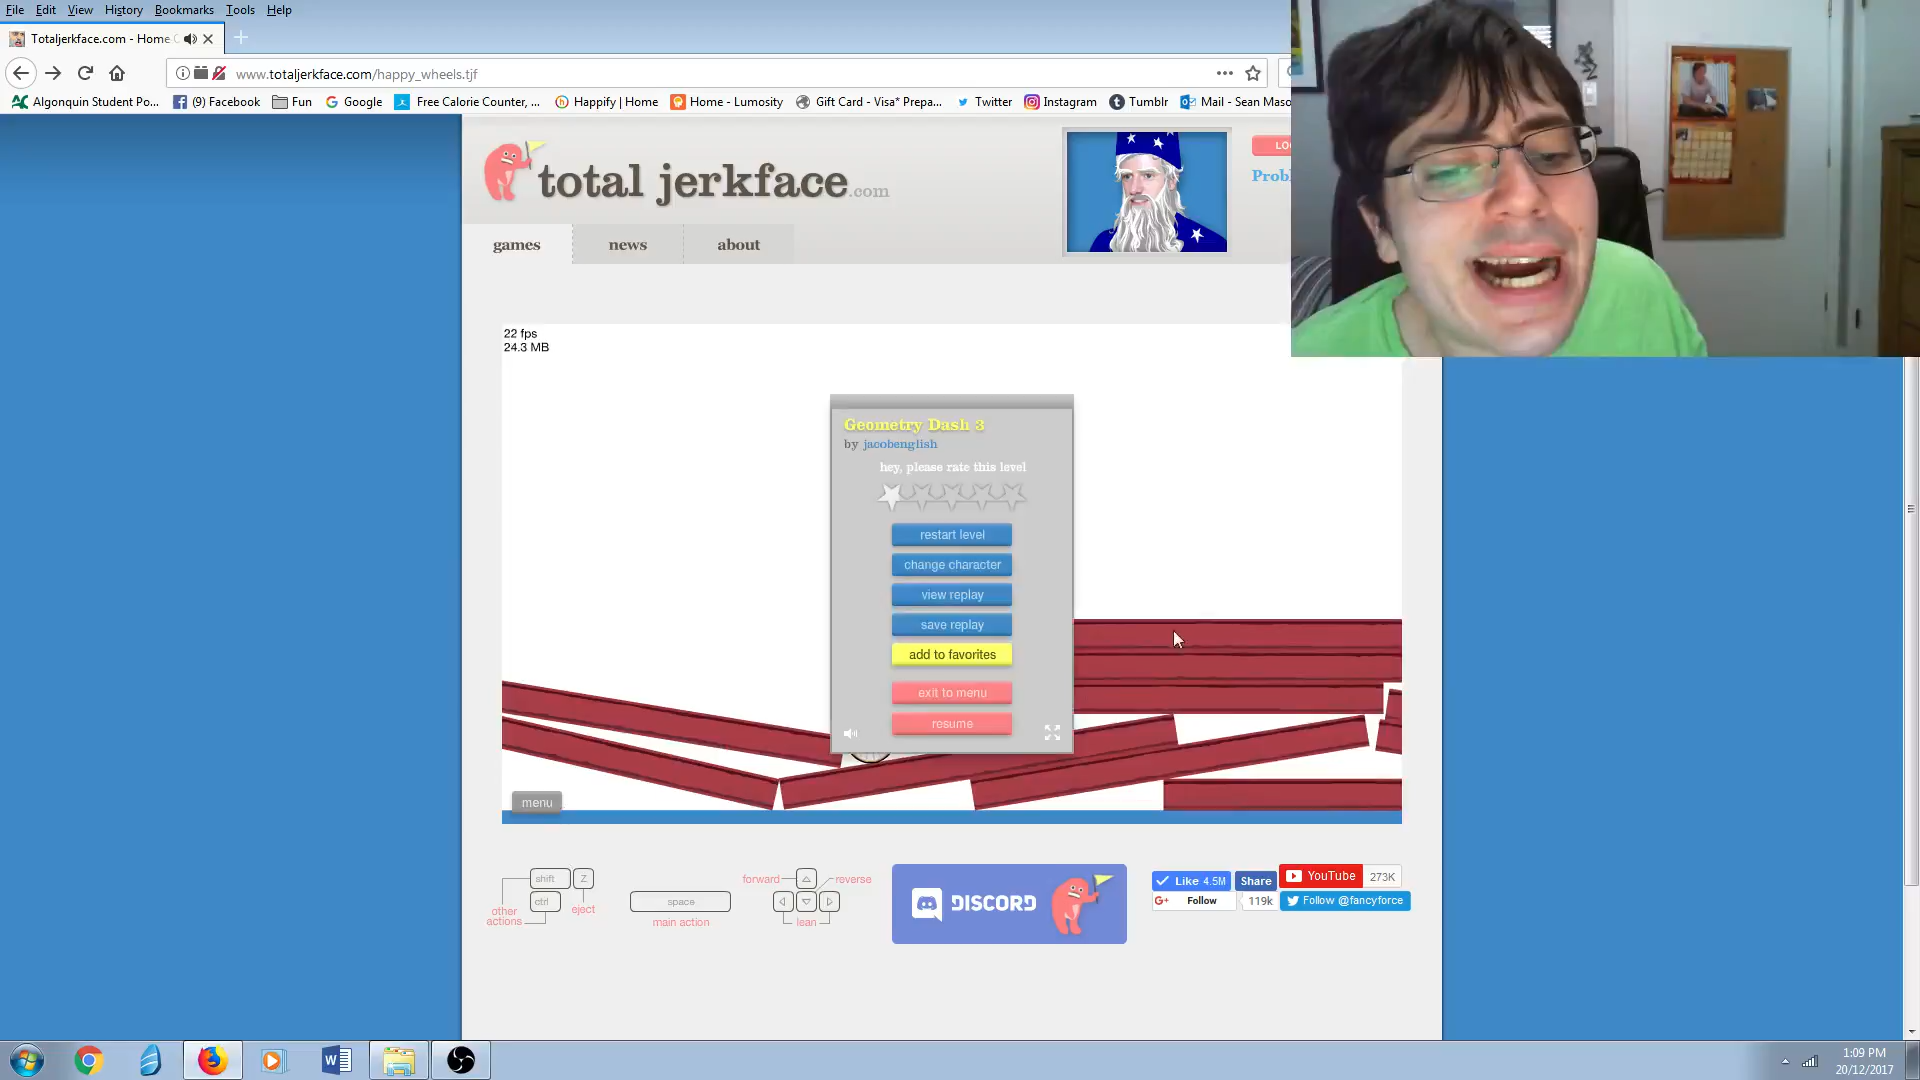 File Edit View History Bookmarks Tools Help
Totaljerkface.com - Home
www.totaljerkface.com/happy_wheels.tjf
Algonquin Student Po... (9) Facebook Fun Google Free Calorie Counter, ... Happify | Home Home - Lumosity Gift Card - Visa* Prepa... Twitter Instagram Tumblr Mail - Sean Maso
total jerkface.com
LO
Probl
games news about
22 fps
24.3 MB
Geometry Dash 3
by jacobenglish
hey, please rate this level
restart level
change character
view replay
save replay
add to favorites
exit to menu
resume
menu
shift Z
ctrl
other actions
eject
space
main action
forward
reverse
lean
DISCORD
Like 4.5M Share YouTube 273K
G+ Follow 119k Follow @fancyforce
1:09 PM
20/12/2017